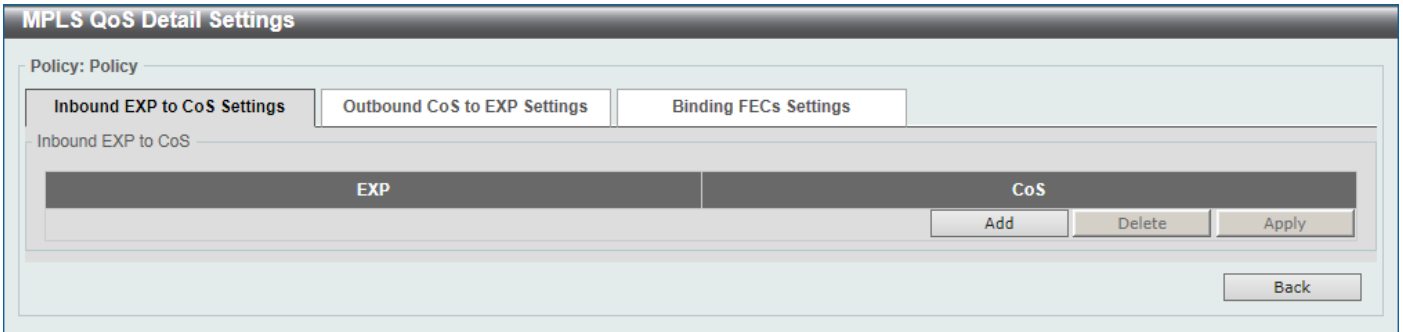 MPLS QoS Detail Settings
Policy: Policy
Inbound EXP to CoS Settings Outbound CoS to EXP Settings Binding FECs Settings
Inbound EXP to CoS
EXP CoS
Add Delete Apply
Back